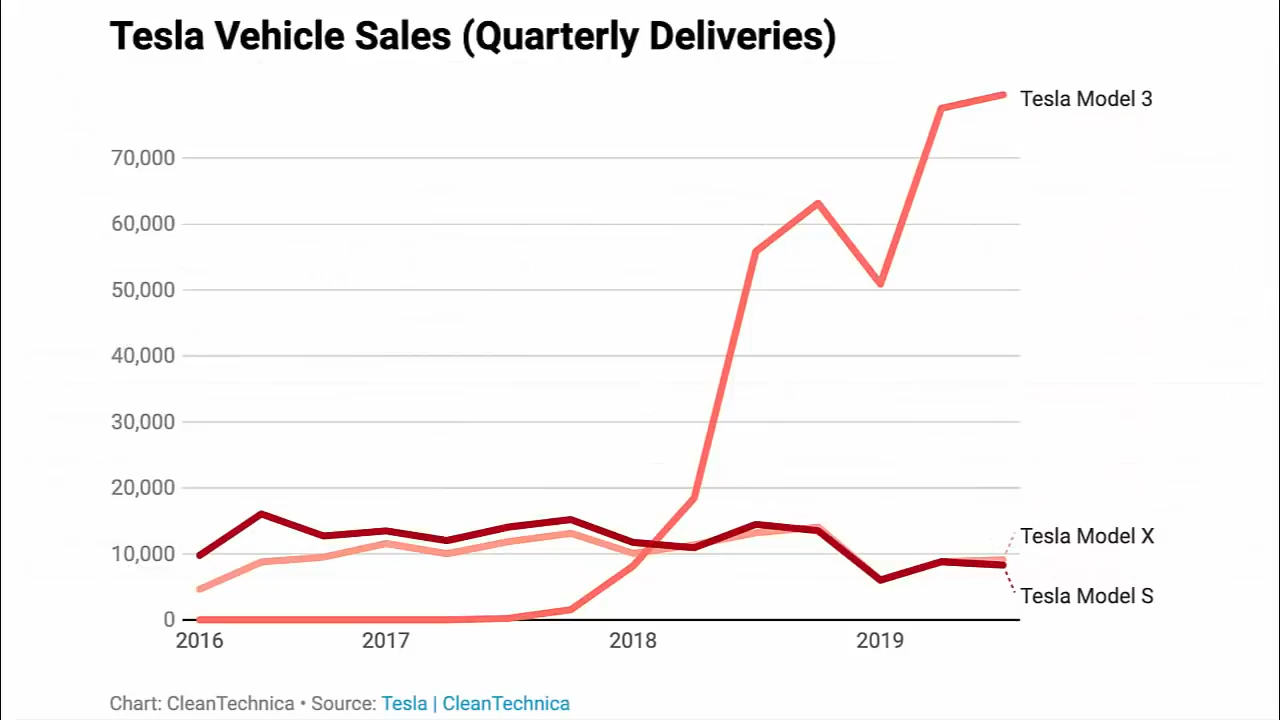 Tesla Vehicle Sales (Quarterly Deliveries)
Tesla Model 3
70,000
60,000
50,000
40,000
30,000
20,000
10,000
Tesla Model X
Tesla Model S
0
2016 2017 2018 2019
Chart: CleanTechnica • Source: Tesla | CleanTechnica